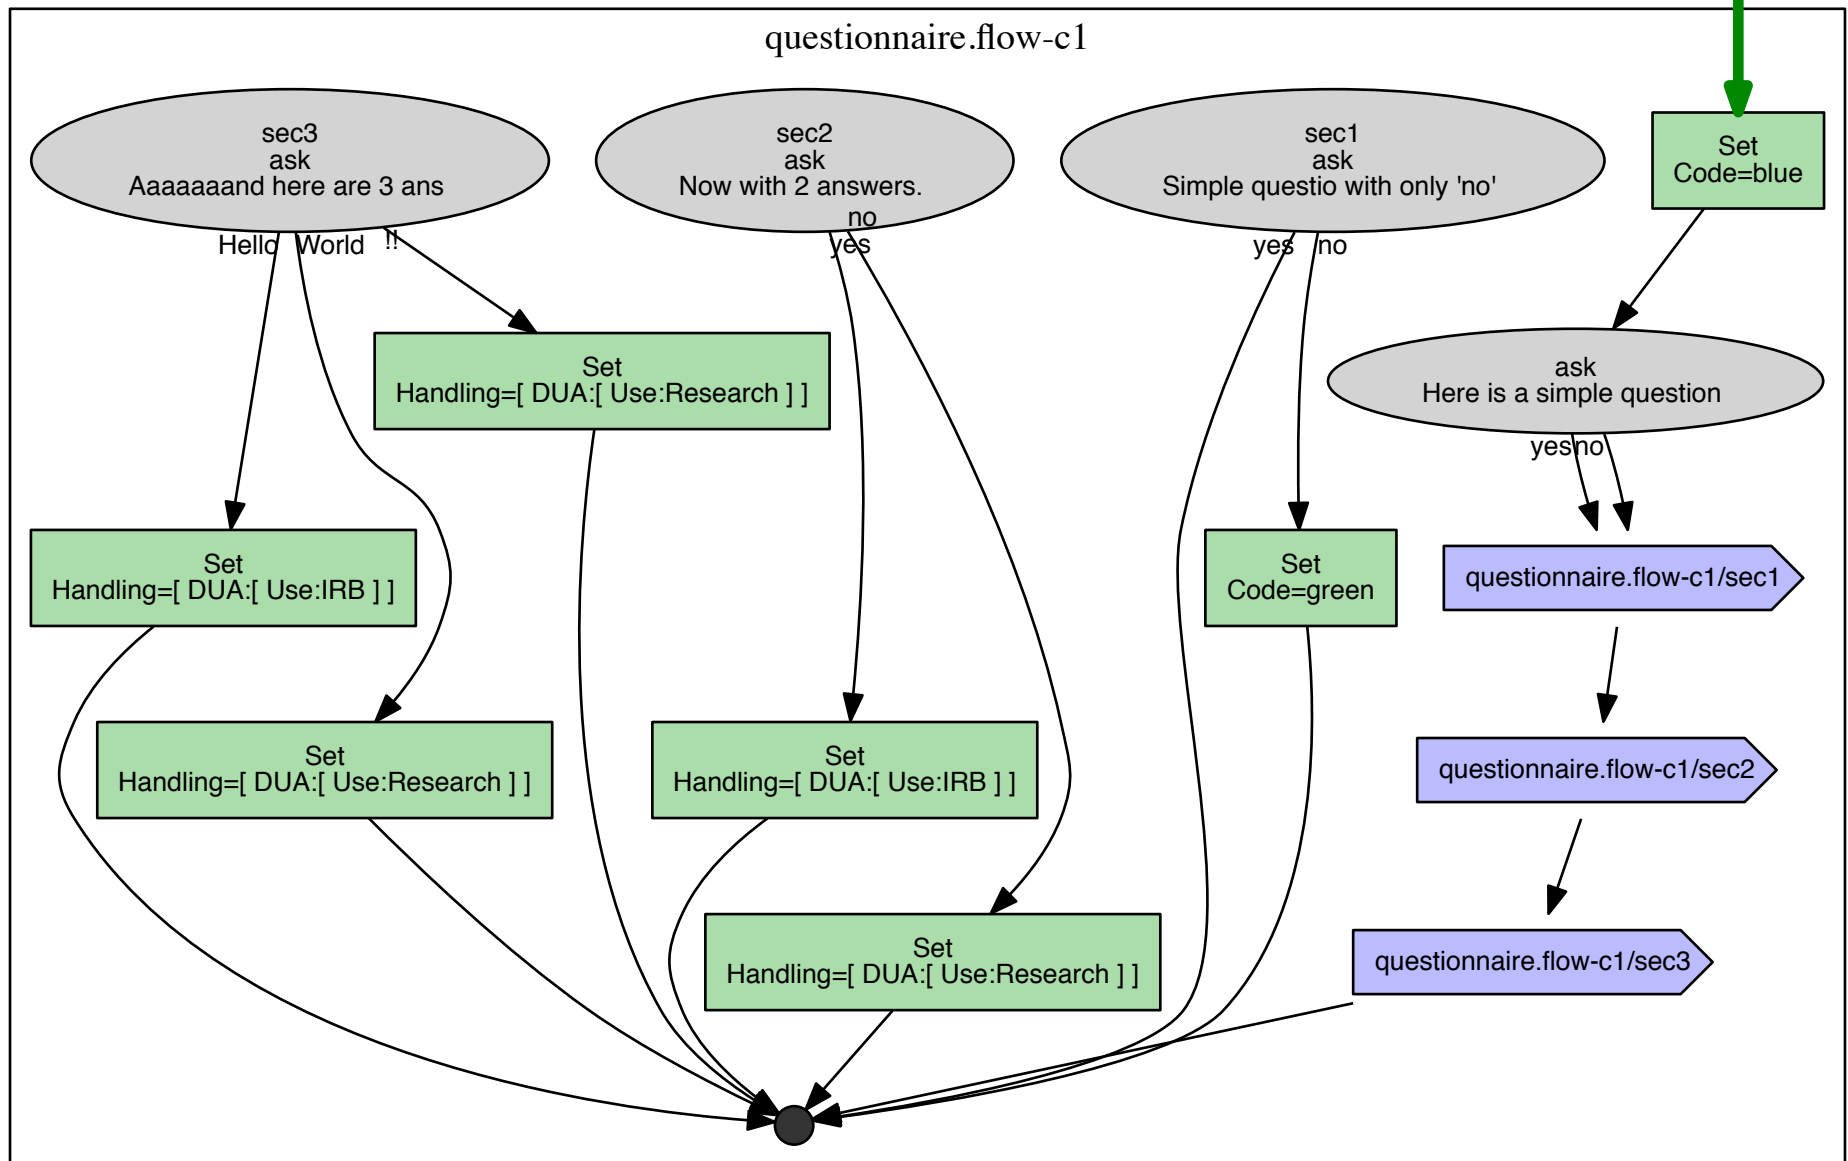 questionnaire.flow-c1
sec3
ask
Aaaaaaand here are 3 ans
Hello
World
!!
sec2
ask
Now with 2 answers.
no
yes
sec1
ask
Simple questio with only 'no'
yes
no
Set
Code=blue
Set
Handling=[ DUA:[ Use:Research ] ]
ask
Here is a simple question
yes
no
Set
Handling=[ DUA:[ Use:IRB ] ]
Set
Code=green
questionnaire.flow-c1/sec1
Set
Handling=[ DUA:[ Use:Research ] ]
Set
Handling=[ DUA:[ Use:IRB ] ]
questionnaire.flow-c1/sec2
Set
Handling=[ DUA:[ Use:Research ] ]
questionnaire.flow-c1/sec3